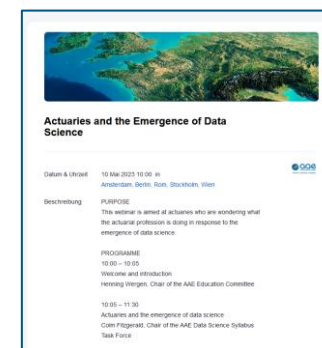 Actuaries and the Emergence of Data
Science
aae
Datum & Uhrzeit
10 Mai 2023 10:00 in
Amsterdam, Berlin, Rom, Stockholm, Wien
Beschreibung
PURPOSE
This webinar is aimed at actuaries who are wondering what
the actuarial profession is doing in response to the
emergence of data science.
PROGRAMME
10:00 – 10:05
Welcome and introduction
Henning Wergen, Chair of the AAE Education Committee
10:05 – 11:30
Actuaries and the emergence of data science
Colm Fitzgerald, Chair of the AAE Data Science Syllabus
Task Force